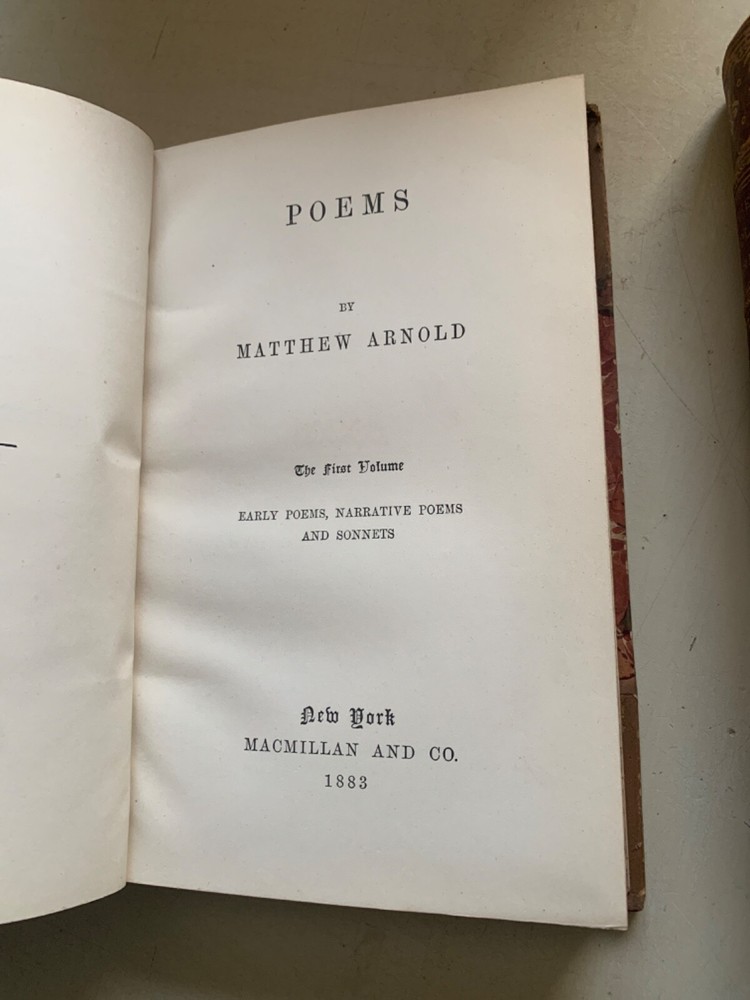 POEMS
BY
MATTHEW ARNOLD
The First Volume
EARLY POEMS, NARRATIVE POEMS
AND SONNETS
New York
MACMILLAN AND CO.
1883